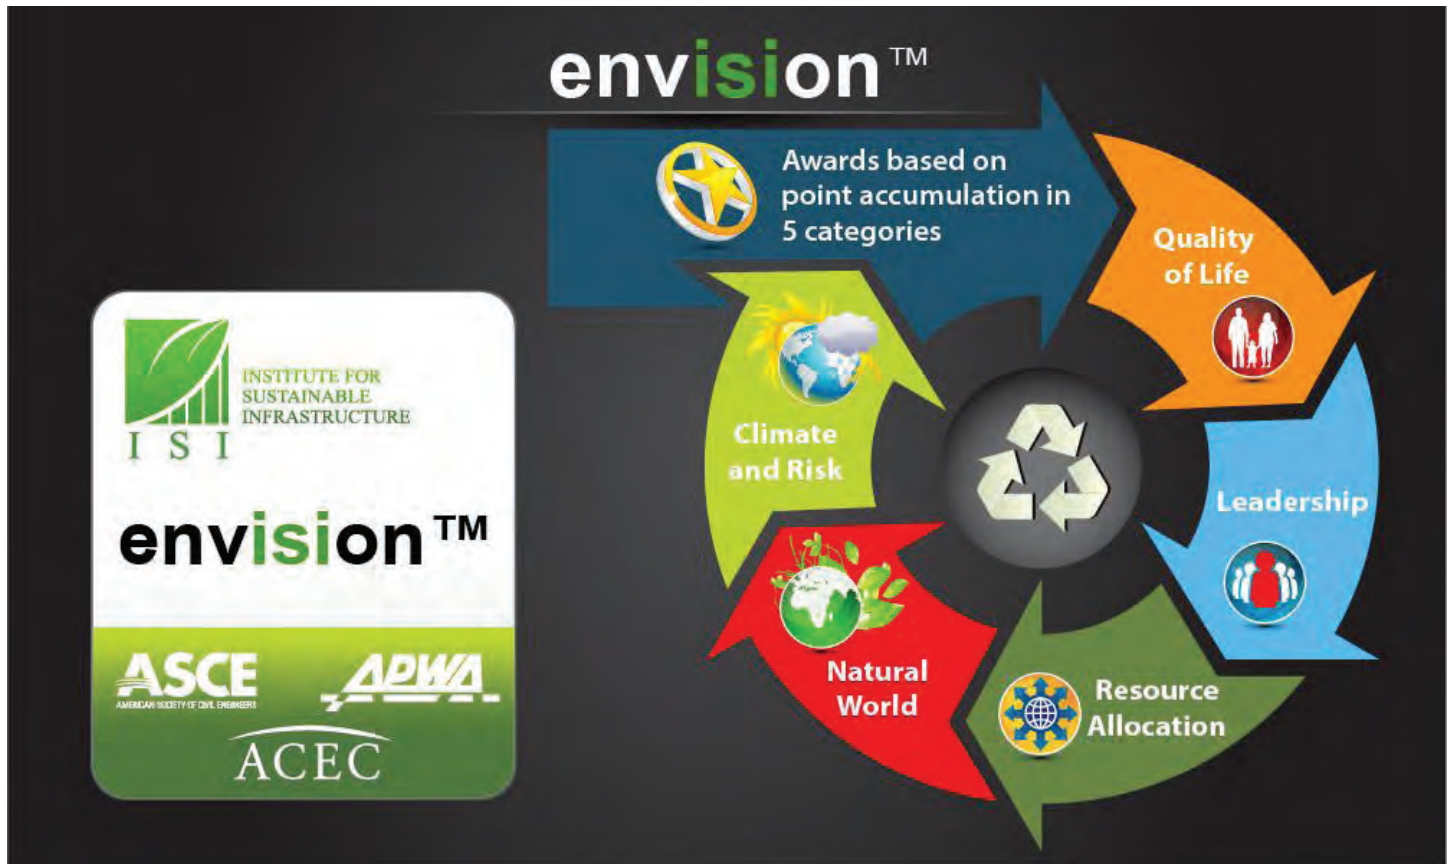 envision™
Awards based on
point accumulation in
5 categories
Quality
of Life
Leadership
Resource
Allocation
Natural
World
Climate
and Risk
INSTITUTE FOR
SUSTAINABLE
INFRASTRUCTURE
I S I
envision™
ASCE
AMERICAN SOCIETY OF CIVIL ENGINEERS
APWA
ACEC